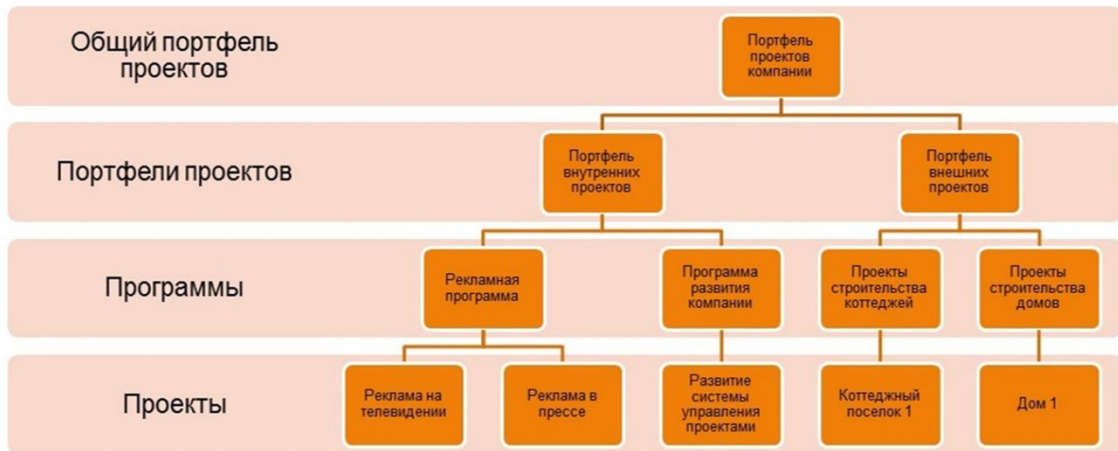 Общий портфель
проектов
Портфель
проектов
компании
Портфели проектов
Портфель
внутренних
проектов
Портфель
внешних
проектов
Программы
Рекламная
программа
Программа
развития
компании
Проекты
строительства
коттеджей
Проекты
строительства
домов
Проекты
Реклама на
телевидении
Реклама в
прессе
Развитие
системы
управления
проектами
Коттеджный
поселок 1
Дом 1